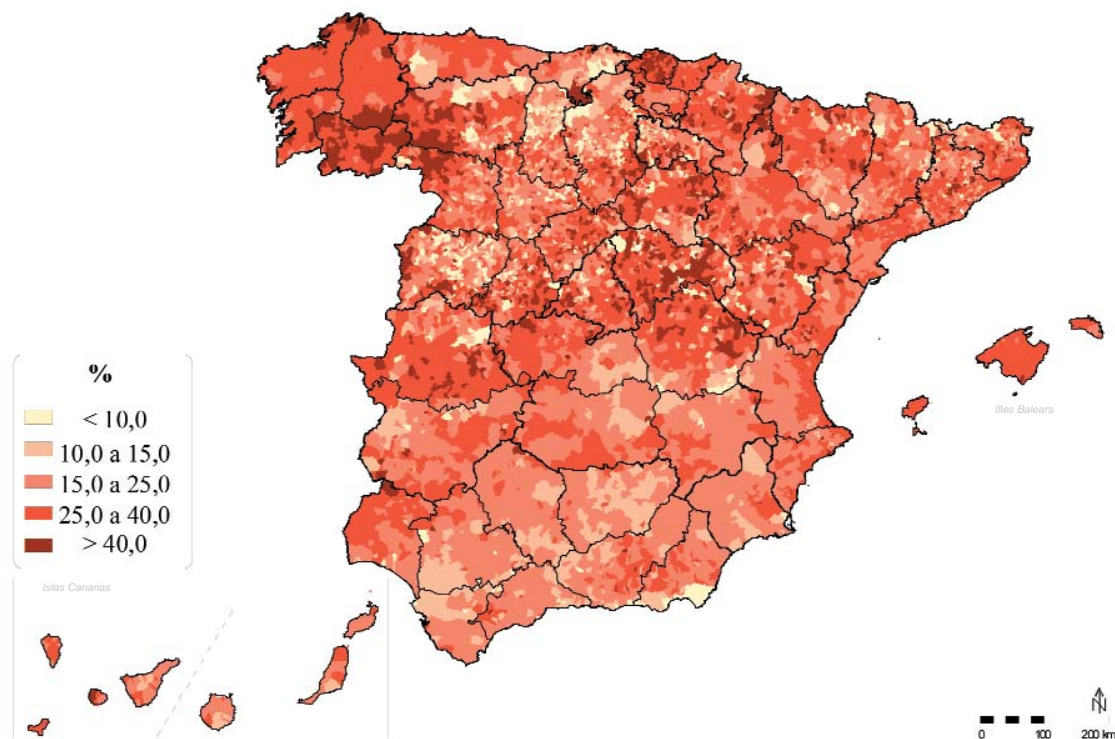 %
< 10,0
10,0 a 15,0
15,0 a 25,0
25,0 a 40,0
> 40,0
Illes Balears
Islas Canarias
N
0 100 200 km